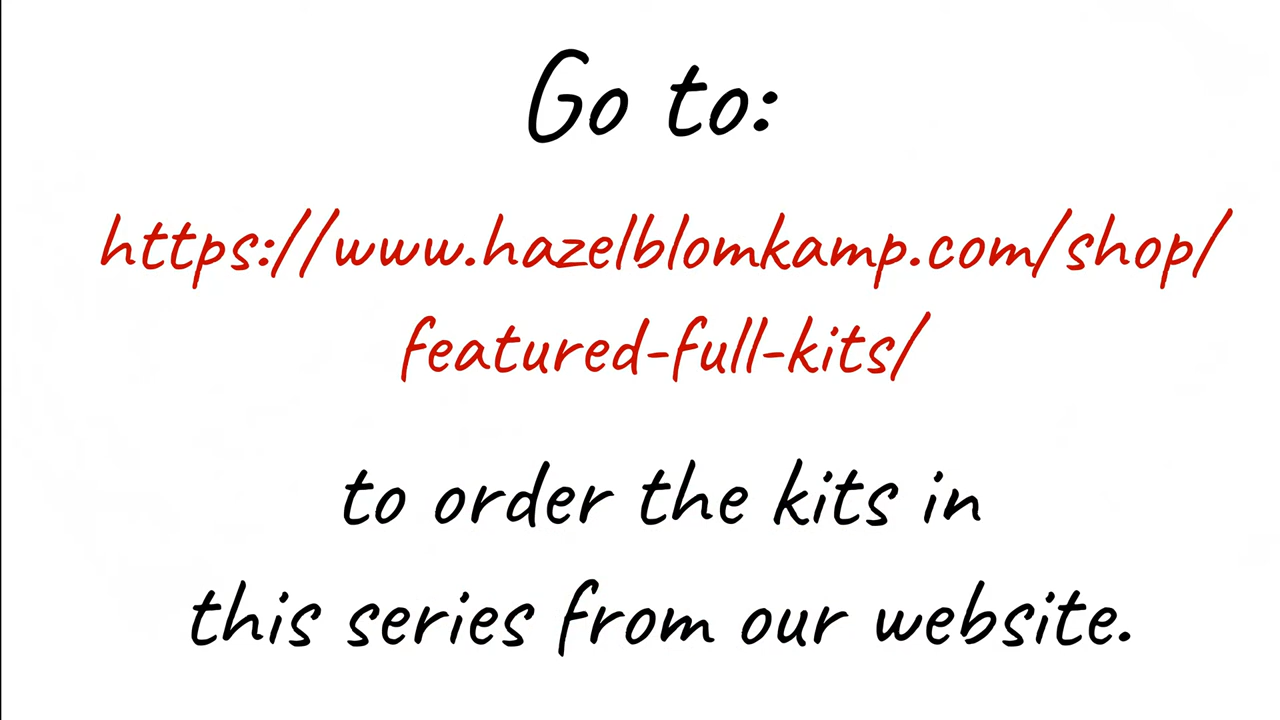 Go to:
https://www.hazelblomkamp.com/shop/
featured-full-kits/
to order the kits in
this series from our website.